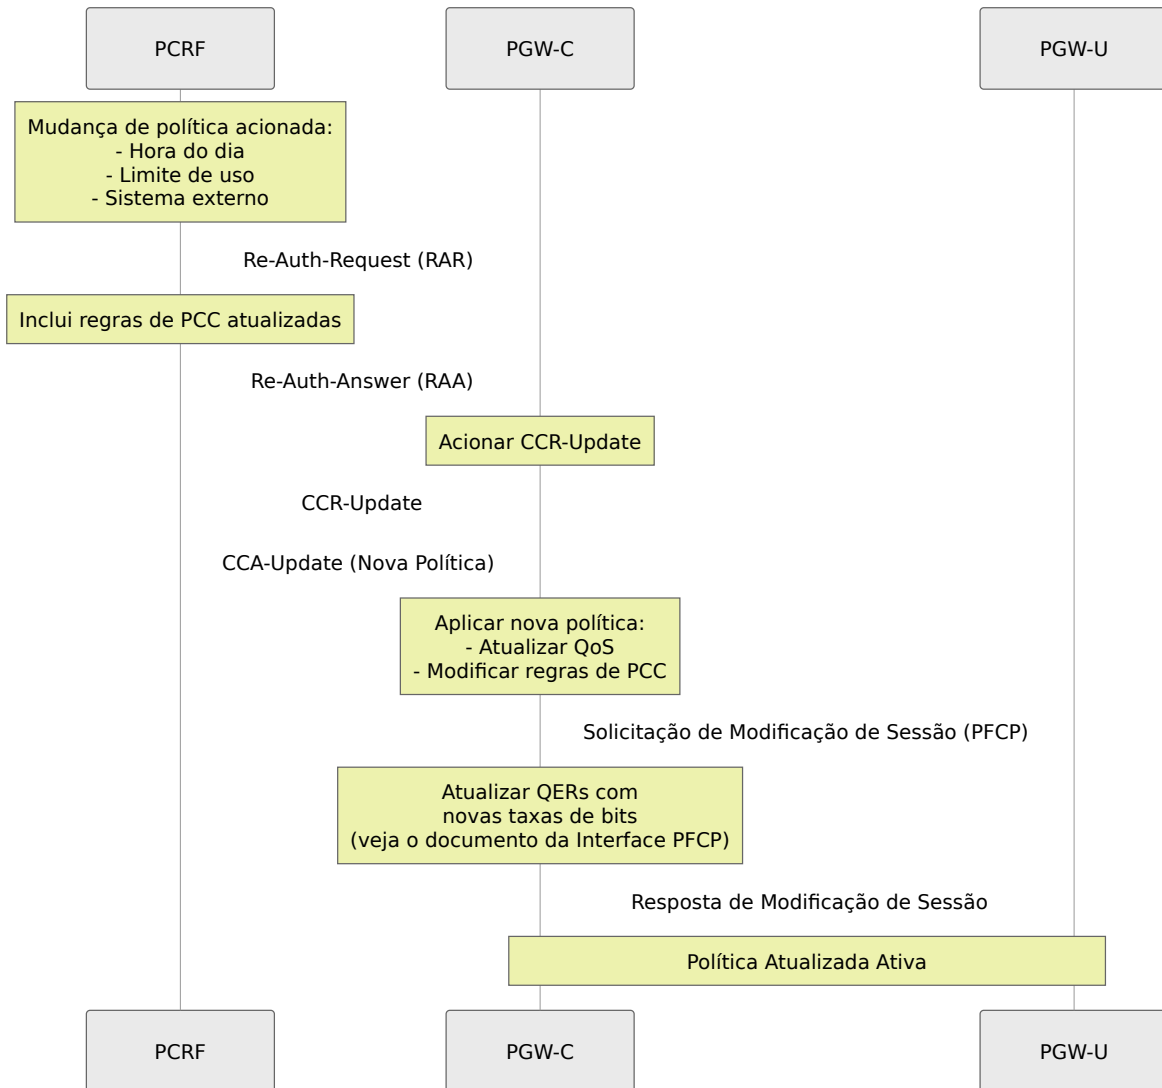 PCRF
PGW-C
PGW-U
Mudança de política acionada:
- Hora do dia
- Limite de uso
- Sistema externo
Re-Auth-Request (RAR)
Inclui regras de PCC atualizadas
Re-Auth-Answer (RAA)
Acionar CCR-Update
CCR-Update
CCA-Update (Nova Política)
Aplicar nova política:
- Atualizar QoS
- Modificar regras de PCC
Solicitação de Modificação de Sessão (PFCP)
Atualizar QERs com
novas taxas de bits
(veja o documento da Interface PFCP)
Resposta de Modificação de Sessão
Política Atualizada Ativa
PCRF
PGW-C
PGW-U